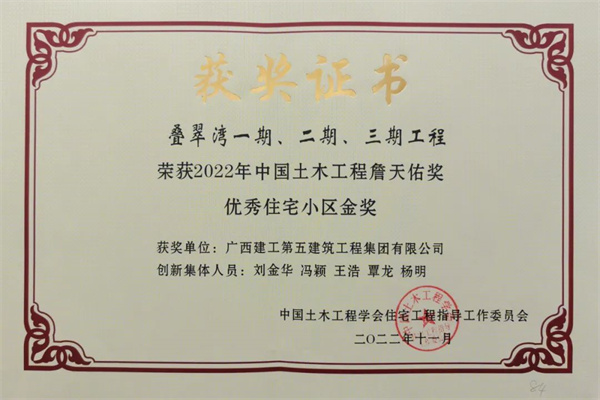 获奖证书
叠翠湾一期、二期、三期工程
荣获2022年中国土木工程詹天佑奖
优秀住宅小区金奖
获奖单位：广西建工第五建筑工程集团有限公司
创新集体人员：刘金华 冯颖 王浩 覃龙 杨明
中国土木工程学会住宅工程指导工作委员会
二〇二二年十一月
84